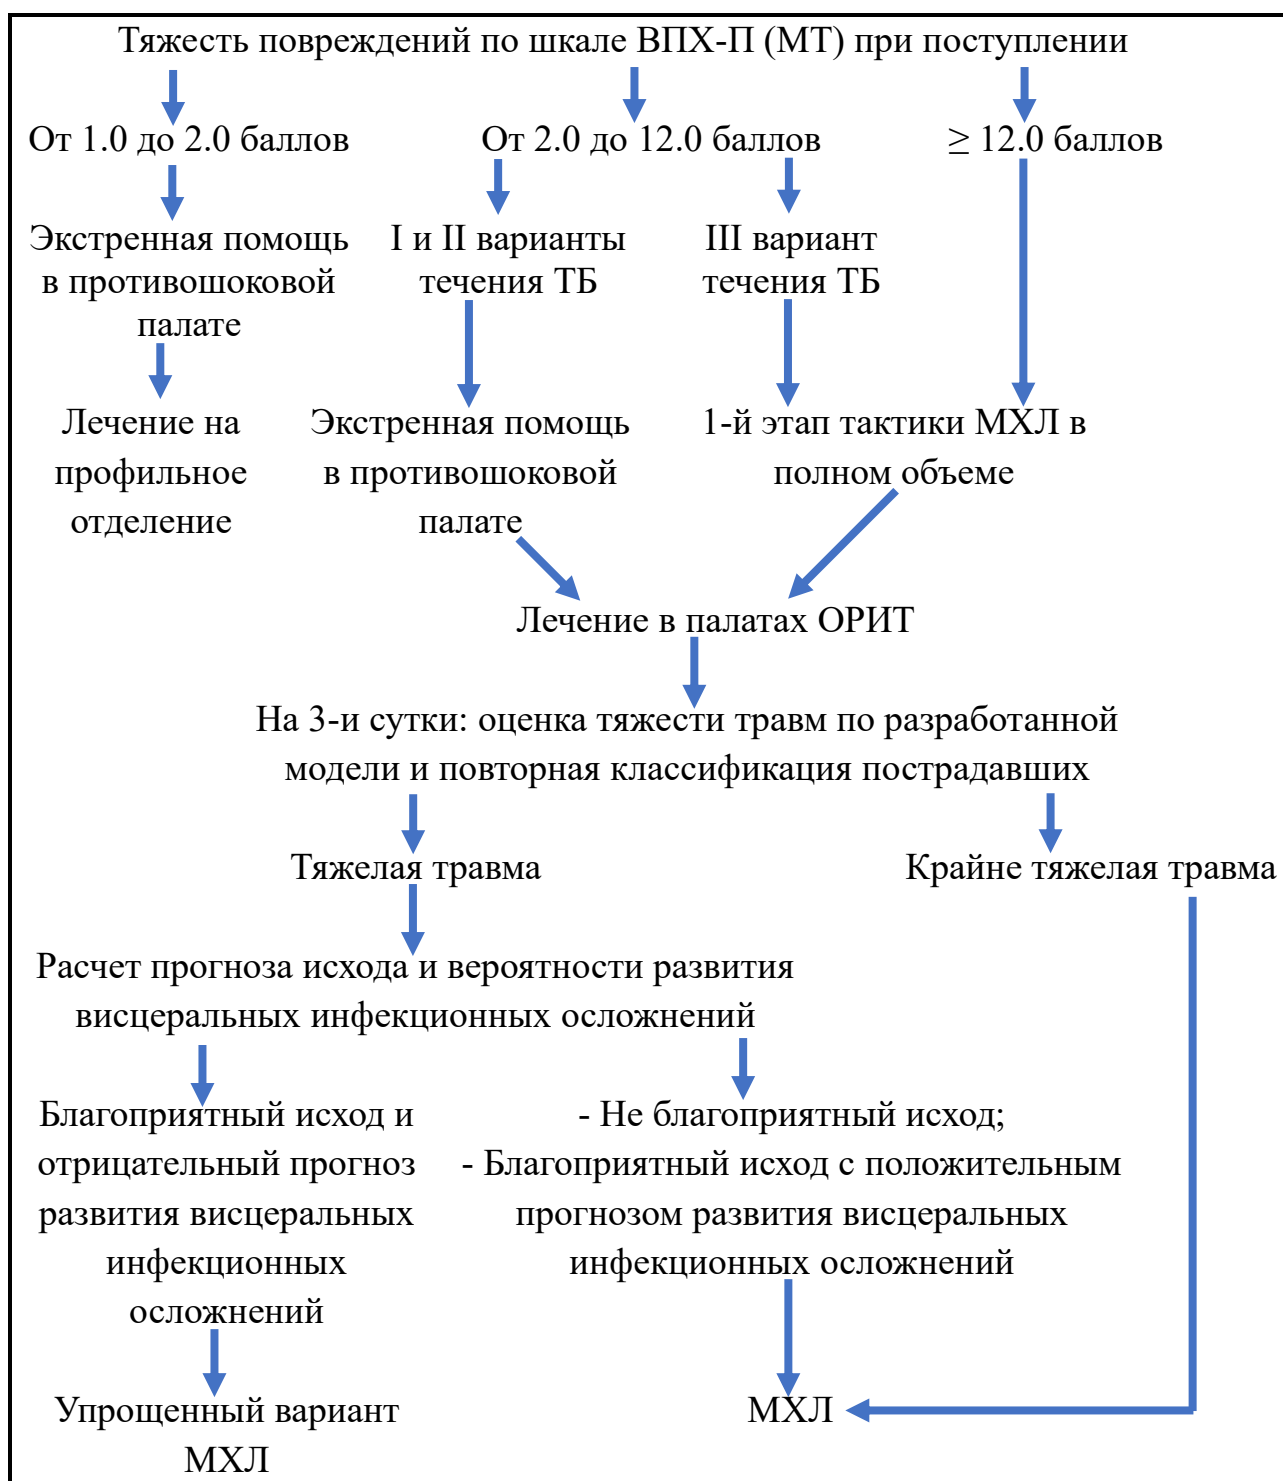 Тяжесть повреждений по шкале ВПХ-П (МТ) при поступлении
От 1.0 до 2.0 баллов
От 2.0 до 12.0 баллов
≥ 12.0 баллов
Экстренная помощь
в противошоковой
палате
I и II варианты
течения ТБ
III вариант
течения ТБ
Лечение на
профильное
отделение
Экстренная помощь
в противошоковой
палате
1-й этап тактики МХЛ в
полном объеме
Лечение в палатах ОРИТ
На 3-и сутки: оценка тяжести травм по разработанной
модели и повторная классификация пострадавших
Тяжелая травма
Крайне тяжелая травма
Расчет прогноза исхода и вероятности развития
висцеральных инфекционных осложнений
Благоприятный исход и
отрицательный прогноз
развития висцеральных
инфекционных
осложнений
- Не благоприятный исход;
- Благоприятный исход с положительным
прогнозом развития висцеральных
инфекционных осложнений
Упрощенный вариант
МХЛ
МХЛ